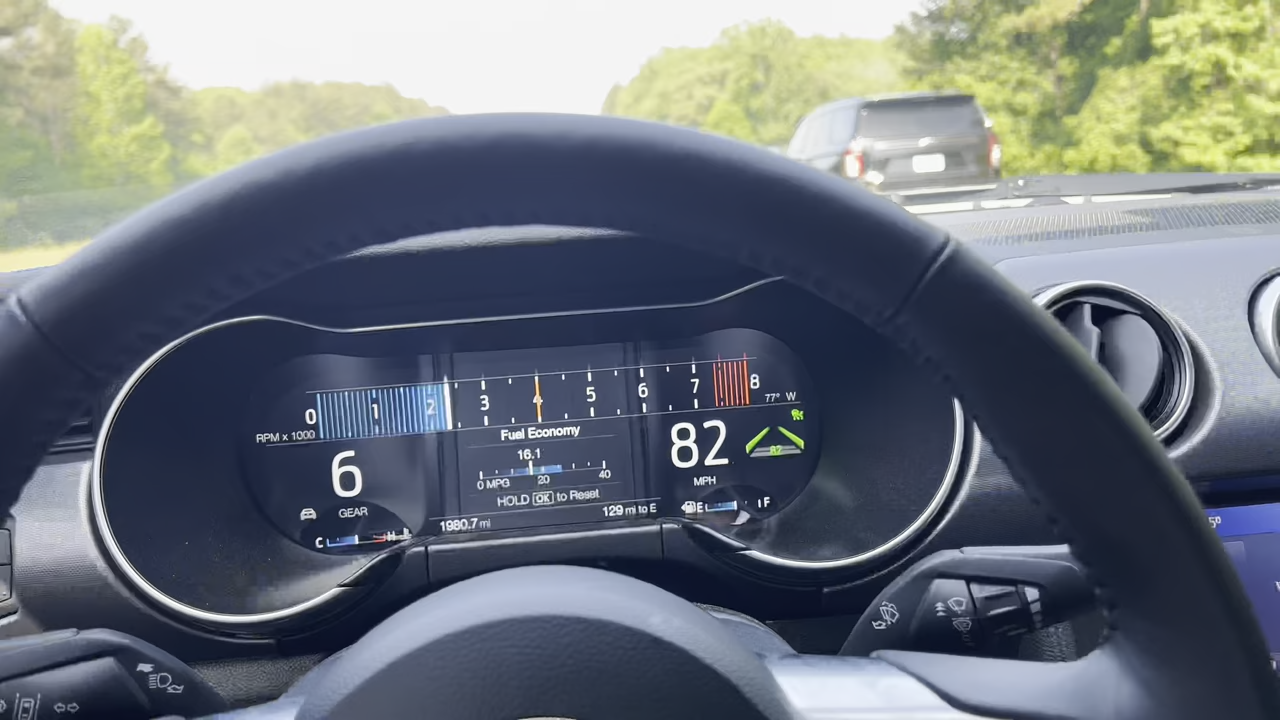 0 1 2 3 4 5 6 7 8
RPM x 1000
77° W
Fuel Economy
16.1
0 MPG 20 40
HOLD OK to Reset
6
GEAR
82
MPH
82
C H
1980.7 mi
129 mi to E
E F